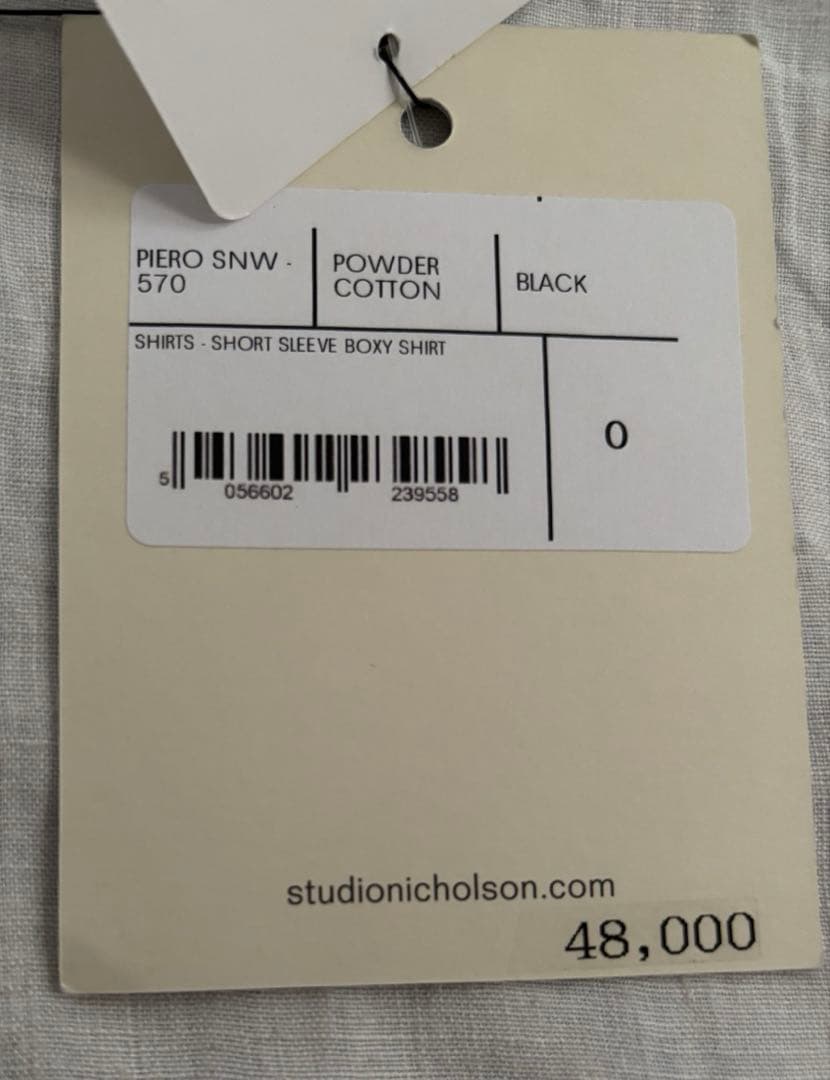 PIERO SNW -
570
POWDER
COTTON
BLACK
SHIRTS - SHORT SLEEVE BOXY SHIRT
0
5 056602 239558
studionicholson.com
48,000